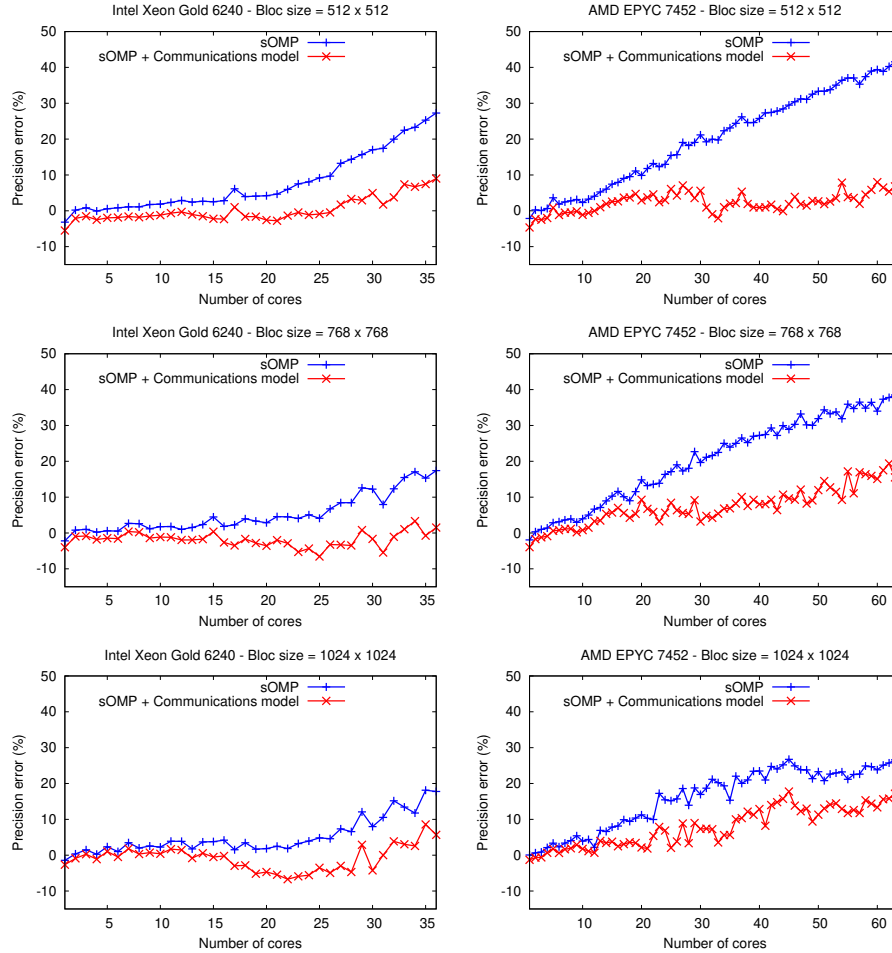 Intel Xeon Gold 6240 - Bloc size = 512 x 512
sOMP
sOMP + Communications model
Precision error (%)
50
40
30
20
10
0
-10
5 10 15 20 25 30 35
Number of cores
AMD EPYC 7452 - Bloc size = 512 x 512
sOMP
sOMP + Communications model
Precision error (%)
50
40
30
20
10
0
-10
10 20 30 40 50 60
Number of cores
Intel Xeon Gold 6240 - Bloc size = 768 x 768
sOMP
sOMP + Communications model
Precision error (%)
50
40
30
20
10
0
-10
5 10 15 20 25 30 35
Number of cores
AMD EPYC 7452 - Bloc size = 768 x 768
sOMP
sOMP + Communications model
Precision error (%)
50
40
30
20
10
0
-10
10 20 30 40 50 60
Number of cores
Intel Xeon Gold 6240 - Bloc size = 1024 x 1024
sOMP
sOMP + Communications model
Precision error (%)
50
40
30
20
10
0
-10
5 10 15 20 25 30 35
Number of cores
AMD EPYC 7452 - Bloc size = 1024 x 1024
sOMP
sOMP + Communications model
Precision error (%)
50
40
30
20
10
0
-10
10 20 30 40 50 60
Number of cores